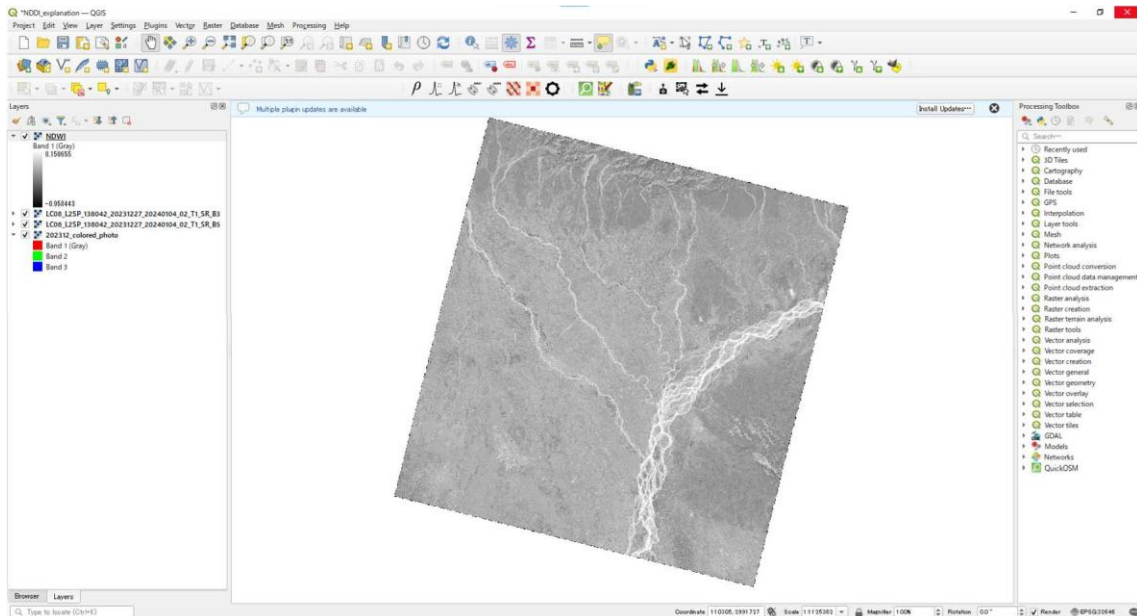 *NDDI_explanation — QGIS
Project Edit View Layer Settings Plugins Vector Raster Database Mesh Processing Help
Layers
Multiple plugin updates are available
Install Updates...
Processing Toolbox
NDWI
Band 1 (Gray)
LC08_L2SP_138042_20231227_20240104_02_T1_SR_B3
LC08_L2SP_138042_20231227_20240104_02_T1_SR_B5
202312_colored_photo
Band 1 (Gray)
Band 2
Band 3
Search...
Recently used
3D Tiles
Cartography
Database
File tools
GPS
Interpolation
Layer tools
Mesh
Network analysis
Plots
Point cloud conversion
Point cloud data management
Point cloud extraction
Raster analysis
Raster creation
Raster terrain analysis
Raster tools
Vector analysis
Vector coverage
Vector creation
Vector general
Vector geometry
Vector overlay
Vector selection
Vector table
Vector tiles
GDAL
Models
Networks
QuickOSM
Browser Layers
Type to locate (Ctrl+K)
Coordinate Scale Magnifier 100% Rotation 0.0 ° Render